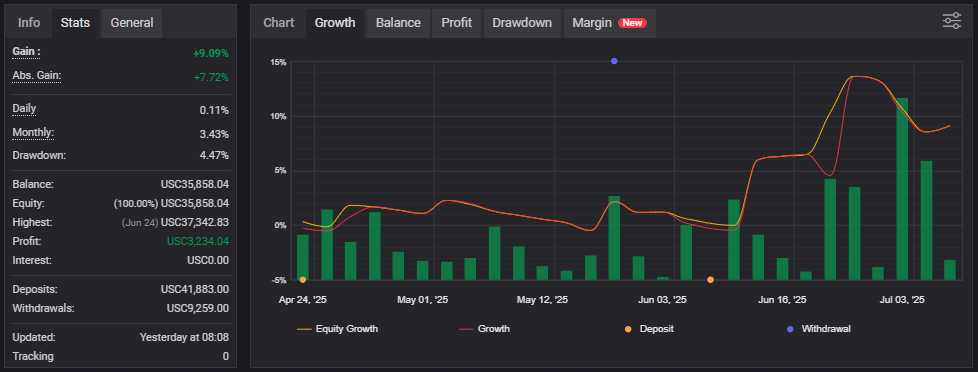 Info Stats General
Gain : +9.09%
Abs. Gain: +7.72%
Daily 0.11%
Monthly: 3.43%
Drawdown: 4.47%
Balance: USC35,858.04
Equity: (100.00%) USC35,858.04
Highest: (Jun 24) USC37,342.83
Profit: USC3,234.04
Interest: USC0.00
Deposits: USC41,883.00
Withdrawals: USC9,259.00
Updated: Yesterday at 08:08
Tracking 0
Chart Growth Balance Profit Drawdown Margin New
15%
10%
5%
0%
-5%
Apr 24, '25 May 01, '25 May 12, '25 Jun 03, '25 Jun 16, '25 Jul 03, '25
Equity Growth Growth Deposit Withdrawal